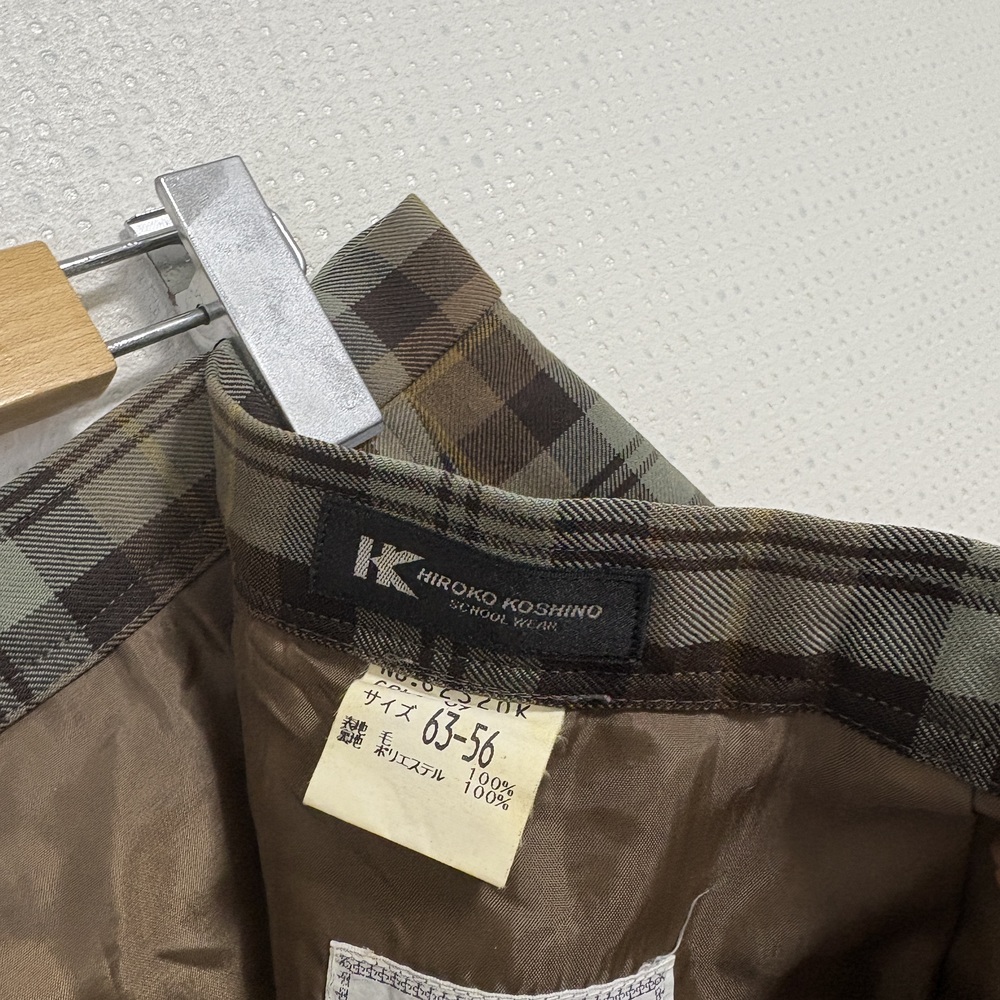 HK HIROKO KOSHINO
SCHOOL WEAR
サイズ 63-56
表地 毛 100%
裏地 ポリエステル 100%